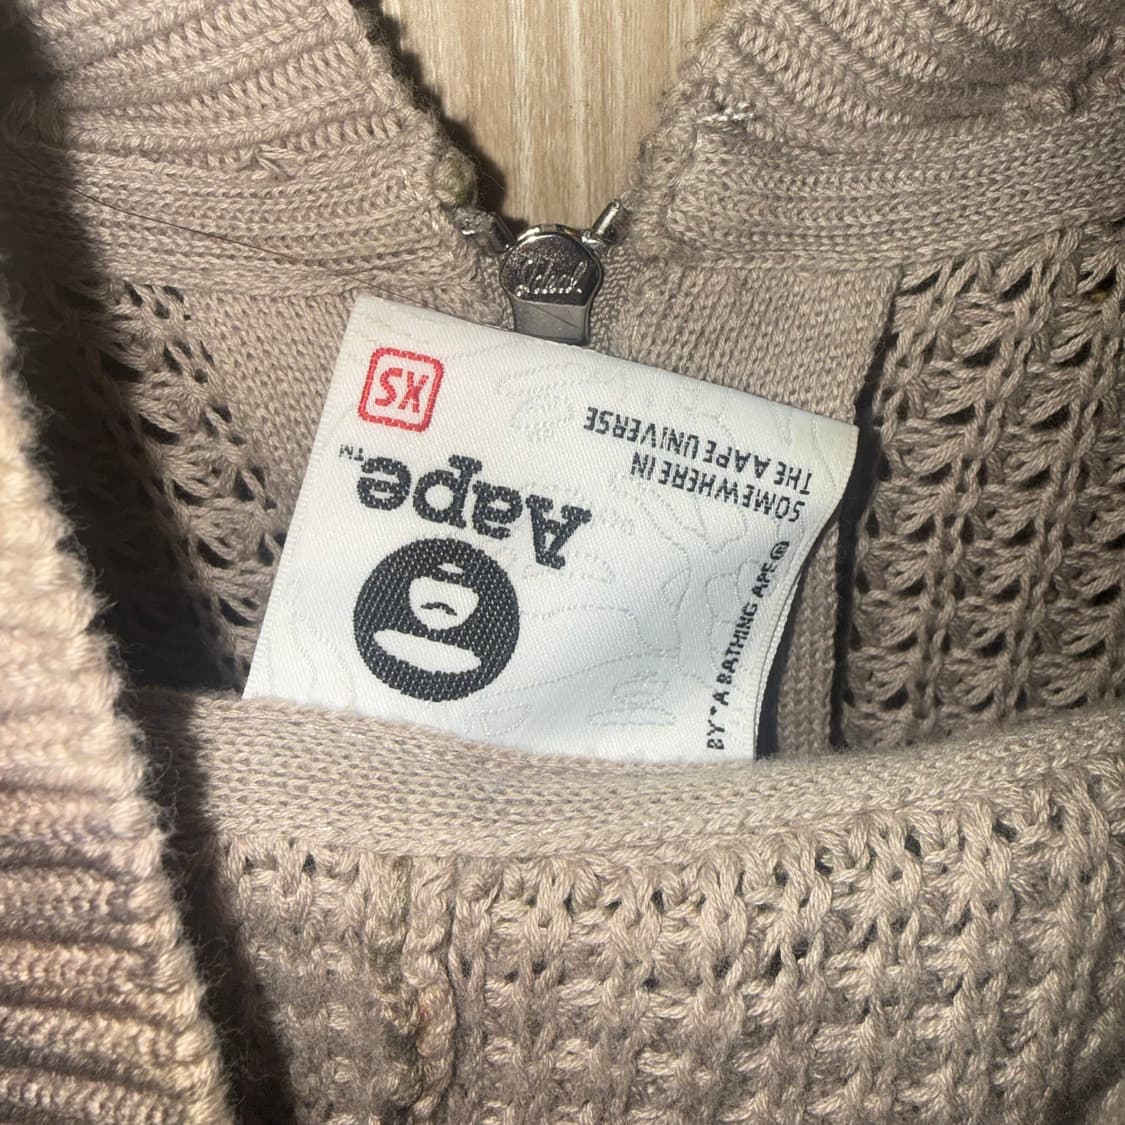 XS
Aape™
BY *A BATHING APE®
SOMEWHERE IN
THE AAPE UNIVERSE